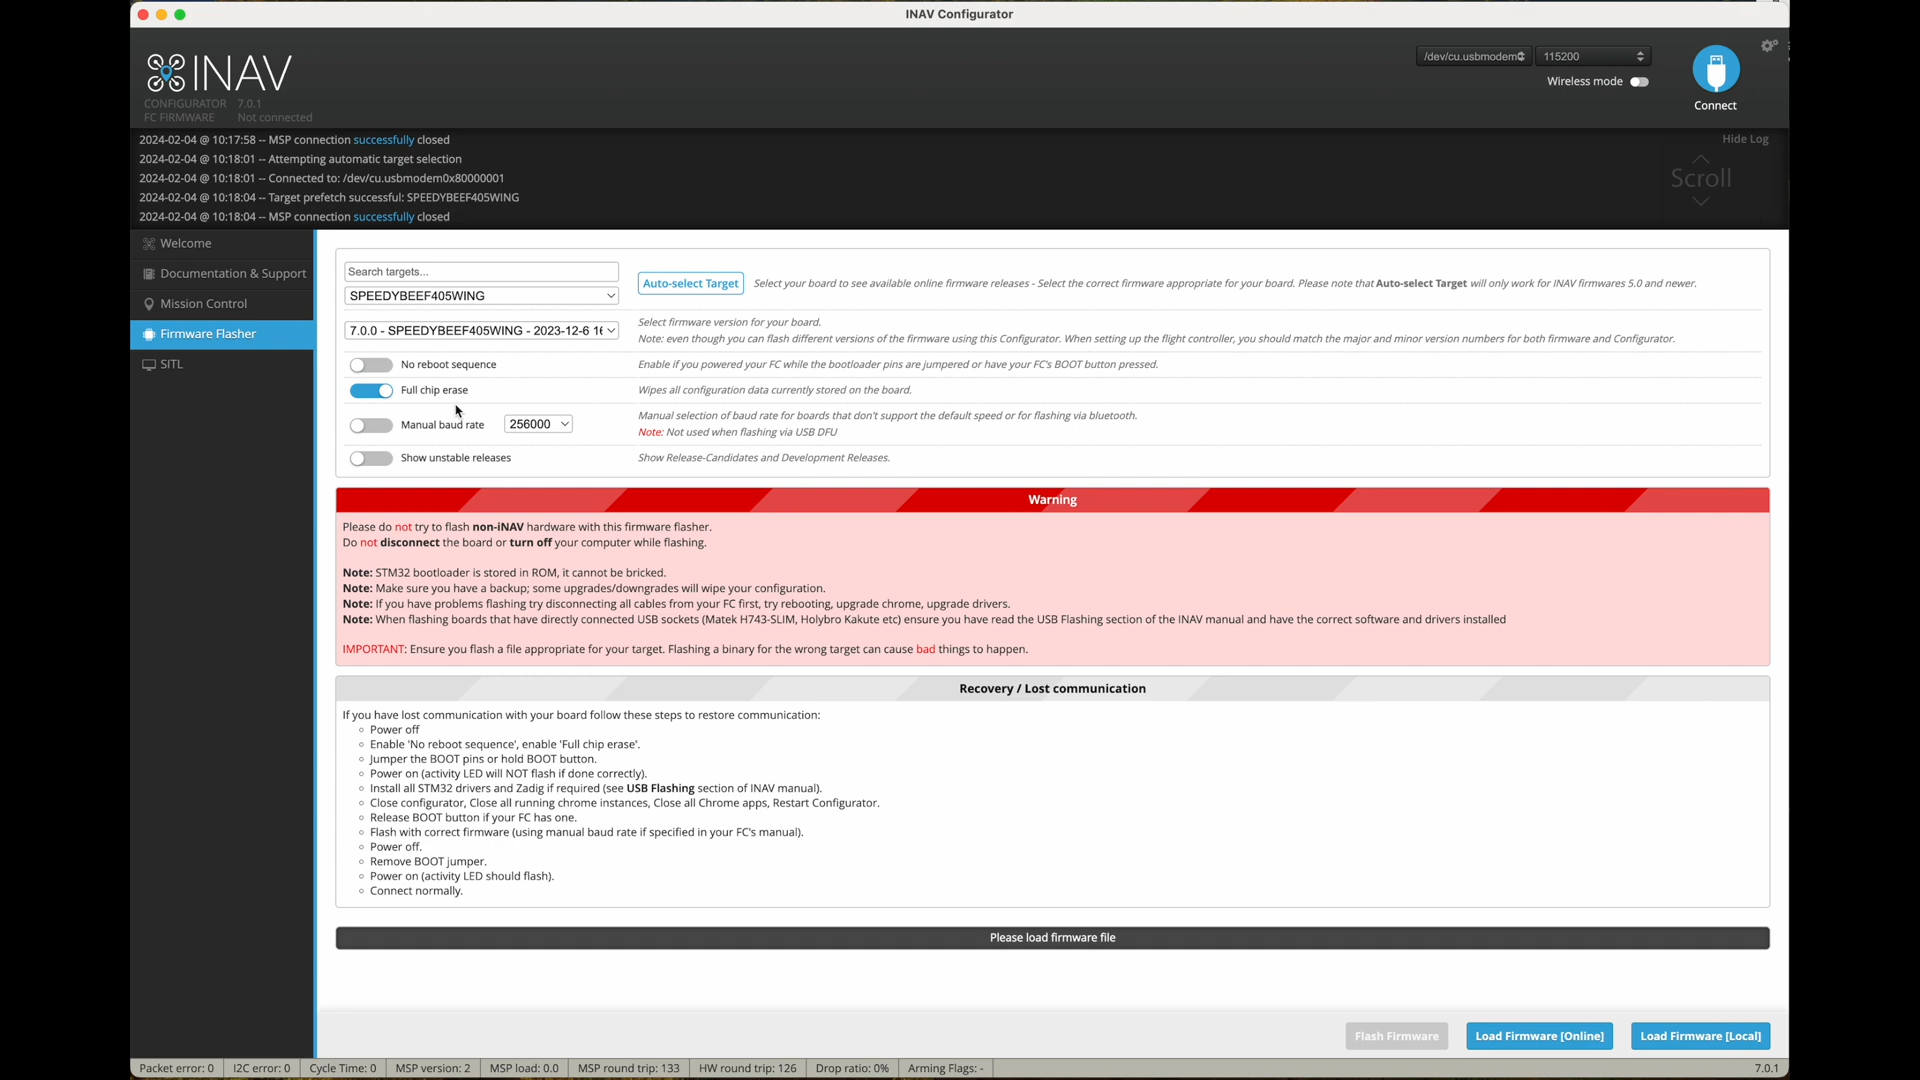 INAV Configurator
INAV
CONFIGURATOR 7.0.1
FC FIRMWARE Not connected
/dev/cu.usbmodem 115200
Wireless mode
Connect
2024-02-04 @ 10:17:58 -- MSP connection successfully closed
2024-02-04 @ 10:18:01 -- Attempting automatic target selection
2024-02-04 @ 10:18:01 -- Connected to: /dev/cu.usbmodem0x80000001
2024-02-04 @ 10:18:04 -- Target prefetch successful: SPEEDYBEEF405WING
2024-02-04 @ 10:18:04 -- MSP connection successfully closed
Hide Log
Scroll
Welcome
Documentation & Support
Mission Control
Firmware Flasher
SITL
Search targets...
SPEEDYBEEF405WING
Auto-select Target
Select your board to see available online firmware releases - Select the correct firmware appropriate for your board. Please note that Auto-select Target will only work for INAV firmwares 5.0 and newer.
7.0.0 - SPEEDYBEEF405WING - 2023-12-6 16
Select firmware version for your board.
Note: even though you can flash different versions of the firmware using this Configurator. When setting up the flight controller, you should match the major and minor version numbers for both firmware and Configurator.
No reboot sequence
Enable if you powered your FC while the bootloader pins are jumpered or have your FC's BOOT button pressed.
Full chip erase
Wipes all configuration data currently stored on the board.
Manual baud rate 256000
Manual selection of baud rate for boards that don't support the default speed or for flashing via bluetooth.
Note: Not used when flashing via USB DFU
Show unstable releases
Show Release-Candidates and Development Releases.
Warning
Please do not try to flash non-iNAV hardware with this firmware flasher.
Do not disconnect the board or turn off your computer while flashing.
Note: STM32 bootloader is stored in ROM, it cannot be bricked.
Note: Make sure you have a backup; some upgrades/downgrades will wipe your configuration.
Note: If you have problems flashing try disconnecting all cables from your FC first, try rebooting, upgrade chrome, upgrade drivers.
Note: When flashing boards that have directly connected USB sockets (Matek H743-SLIM, Holybro Kakute etc) ensure you have read the USB Flashing section of the INAV manual and have the correct software and drivers installed
IMPORTANT: Ensure you flash a file appropriate for your target. Flashing a binary for the wrong target can cause bad things to happen.
Recovery / Lost communication
If you have lost communication with your board follow these steps to restore communication:
Power off
Enable 'No reboot sequence', enable 'Full chip erase'.
Jumper the BOOT pins or hold BOOT button.
Power on (activity LED will NOT flash if done correctly).
Install all STM32 drivers and Zadig if required (see USB Flashing section of INAV manual).
Close configurator, Close all running chrome instances, Close all Chrome apps, Restart Configurator.
Release BOOT button if your FC has one.
Flash with correct firmware (using manual baud rate if specified in your FC's manual).
Power off.
Remove BOOT jumper.
Power on (activity LED should flash).
Connect normally.
Please load firmware file
Flash Firmware
Load Firmware [Online]
Load Firmware [Local]
Packet error: 0 I2C error: 0 Cycle Time: 0 MSP version: 2 MSP load: 0.0 MSP round trip: 133 HW round trip: 126 Drop ratio: 0% Arming Flags: - 7.0.1